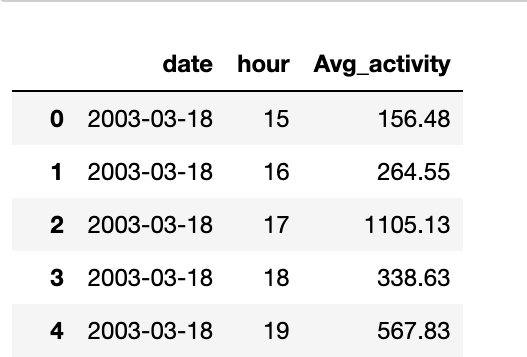 date hour Avg_activity
0 2003-03-18 15 156.48
1 2003-03-18 16 264.55
2 2003-03-18 17 1105.13
3 2003-03-18 18 338.63
4 2003-03-18 19 567.83